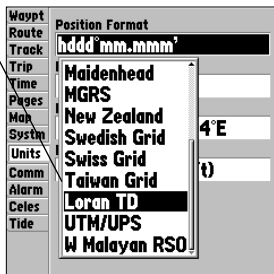 Waypt
Route
Track
Trip
Time
Pages
Map
Systm
Units
Comm
Alarm
Celes
Tide
Position Format
hddd°mm.mmm'
Maidenhead
MGRS
New Zealand
Swedish Grid
Swiss Grid
Taiwan Grid
Loran TD
UTM/UPS
W Malayan RSO
4°E
t)